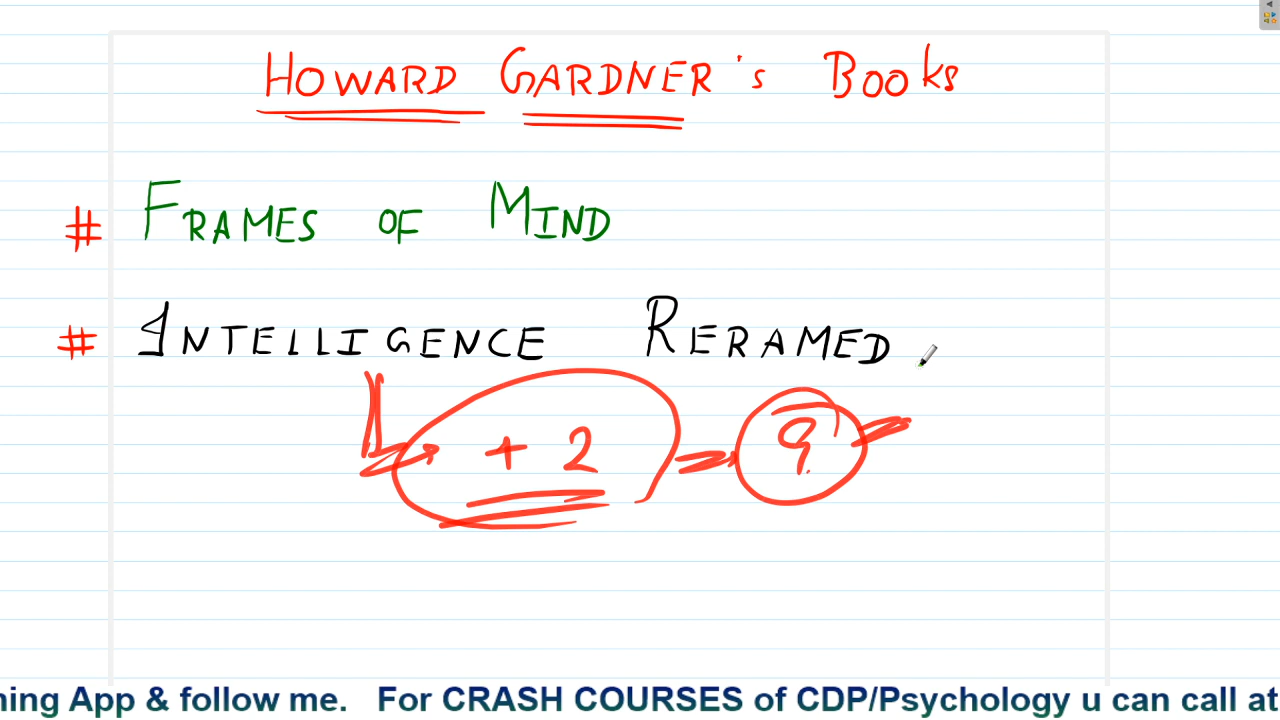 HOWARD GARDNER's BOOKS
# FRAMES OF MIND
# INTELLIGENCE RERAMED
+ 2 9
ning App & follow me. For CRASH COURSES of CDP/Psychology u can call at